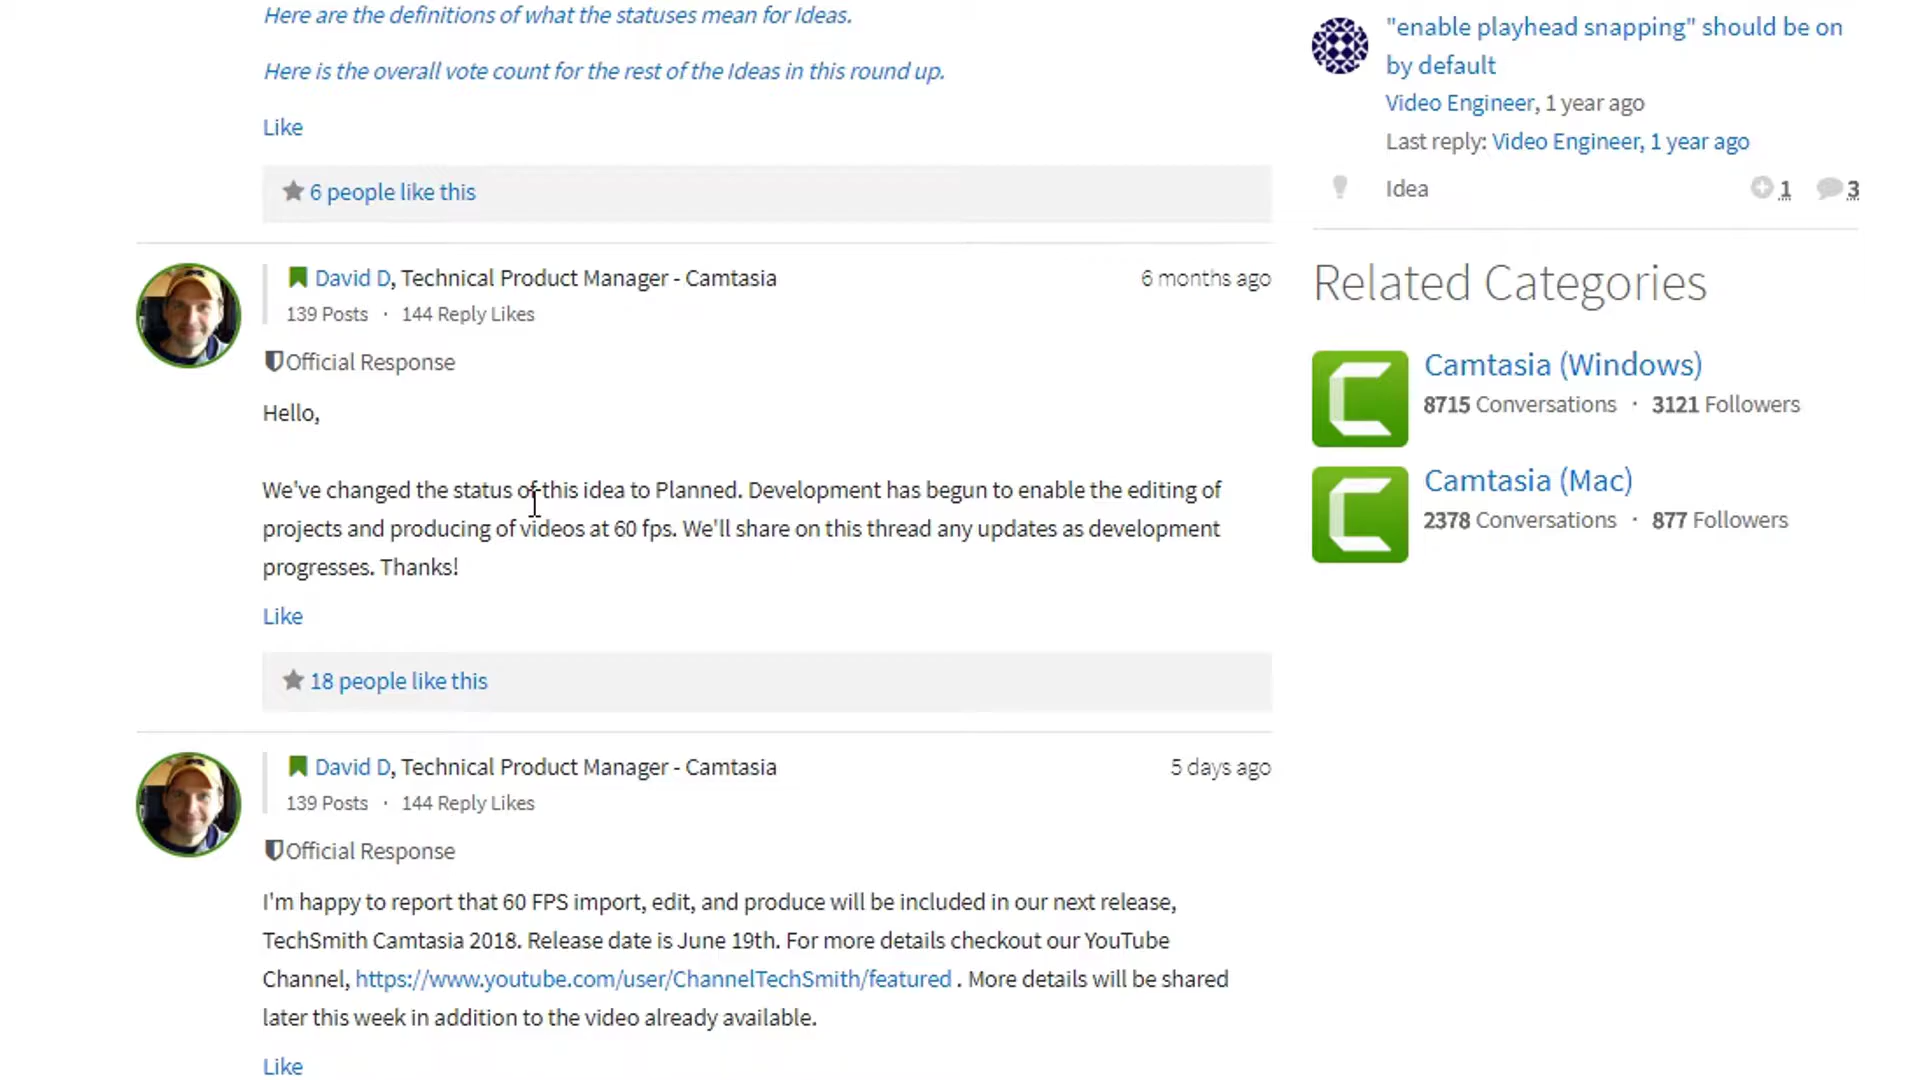 Here are the definitions of what the statuses mean for Ideas.
Here is the overall vote count for the rest of the Ideas in this round up.
Like
6 people like this
David D, Technical Product Manager - Camtasia
6 months ago
139 Posts · 144 Reply Likes
Official Response
Hello,
We've changed the status of this idea to Planned. Development has begun to enable the editing of
projects and producing of videos at 60 fps. We'll share on this thread any updates as development
progresses. Thanks!
Like
18 people like this
David D, Technical Product Manager - Camtasia
5 days ago
139 Posts · 144 Reply Likes
Official Response
I'm happy to report that 60 FPS import, edit, and produce will be included in our next release,
TechSmith Camtasia 2018. Release date is June 19th. For more details checkout our YouTube
Channel, https://www.youtube.com/user/ChannelTechSmith/featured . More details will be shared
later this week in addition to the video already available.
Like
"enable playhead snapping" should be on
by default
Video Engineer, 1 year ago
Last reply: Video Engineer, 1 year ago
Idea
1
3
Related Categories
Camtasia (Windows)
8715 Conversations · 3121 Followers
Camtasia (Mac)
2378 Conversations · 877 Followers